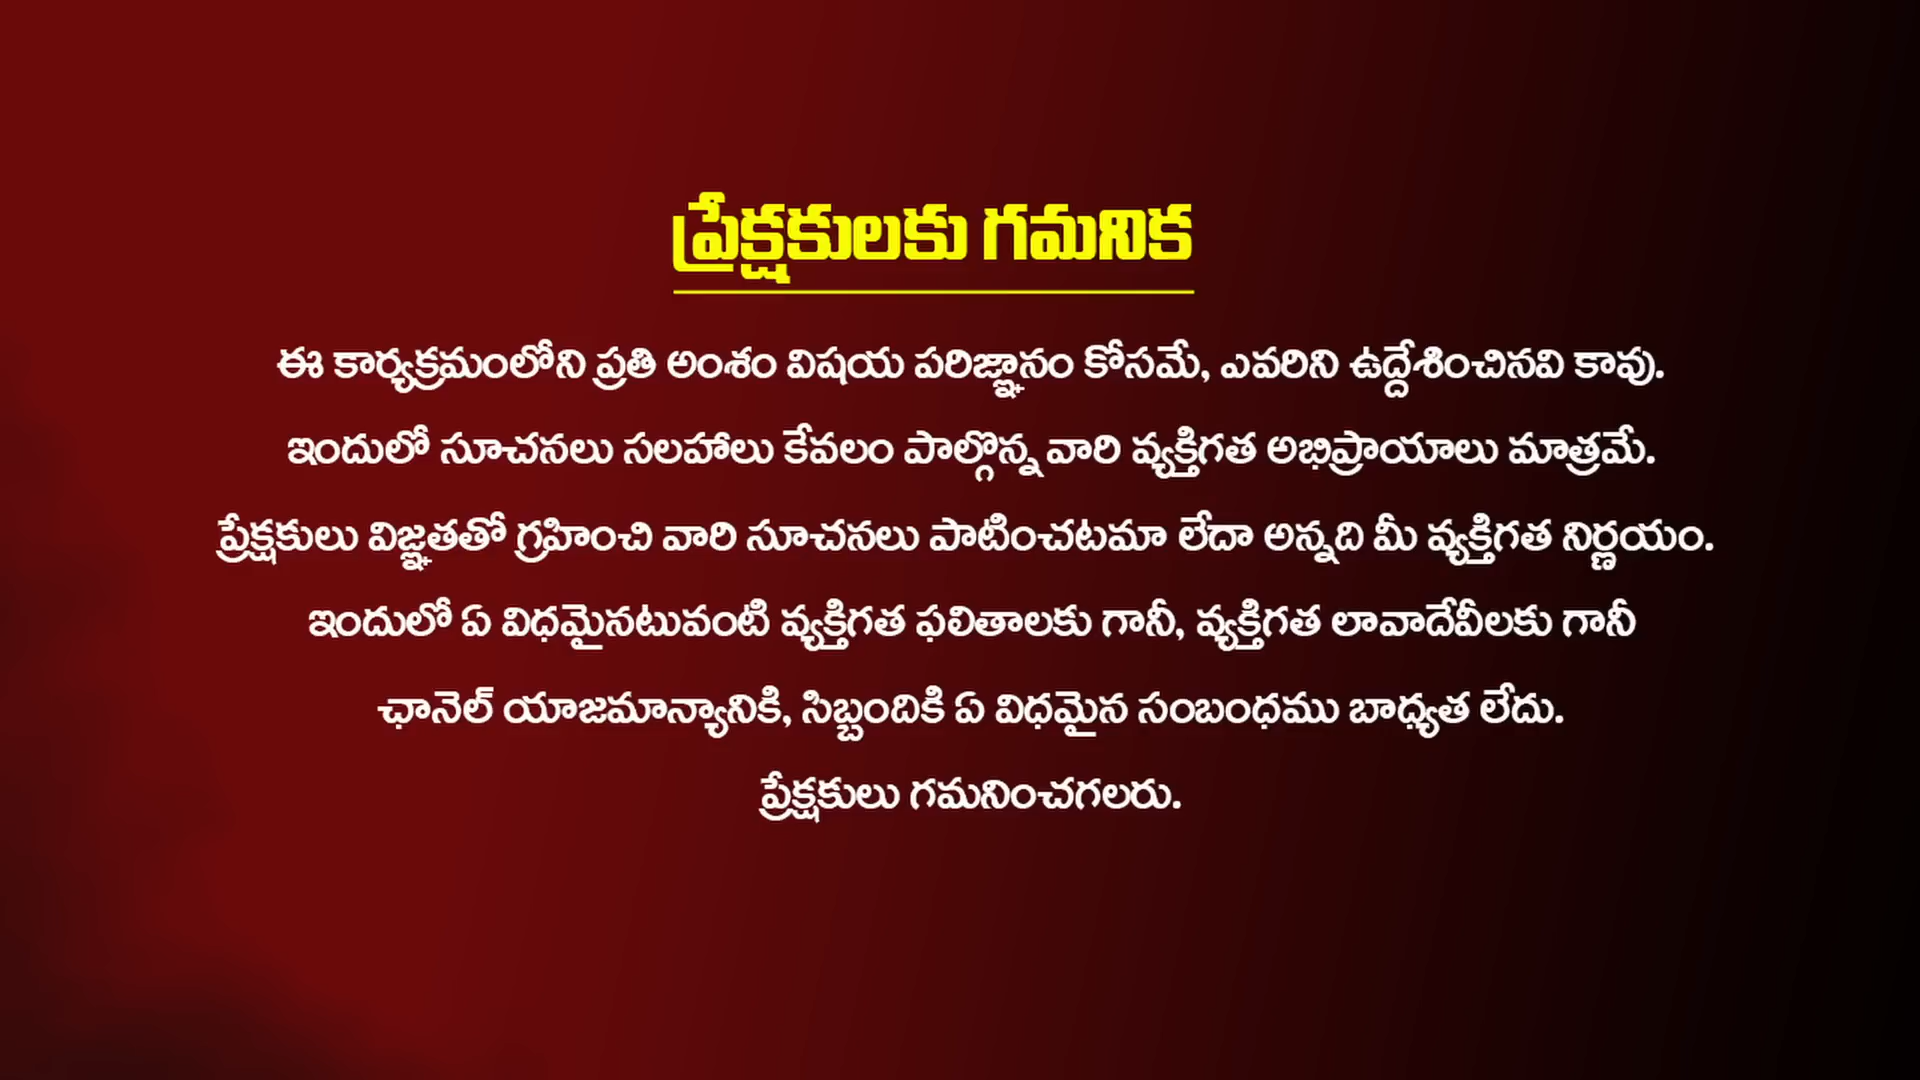 ప్రేక్షకులకు గమనిక
ఈ కార్యక్రమంలోని ప్రతి అంశం విషయ పరిజ్ఞానం కోసమే, ఎవరిని ఉద్దేశించినవి కావు.
ఇందులో సూచనలు సలహాలు కేవలం పాల్గొన్న వారి వ్యక్తిగత అభిప్రాయాలు మాత్రమే.
ప్రేక్షకులు విజ్ఞతతో గ్రహించి వారి సూచనలు పాటించటమా లేదా అన్నది మీ వ్యక్తిగత నిర్ణయం.
ఇందులో ఏ విధమైనటువంటి వ్యక్తిగత ఫలితాలకు గానీ, వ్యక్తిగత లావాదేవీలకు గానీ
ఛానెల్ యాజమాన్యానికి, సిబ్బందికి ఏ విధమైన సంబంధము బాధ్యత లేదు.
ప్రేక్షకులు గమనించగలరు.